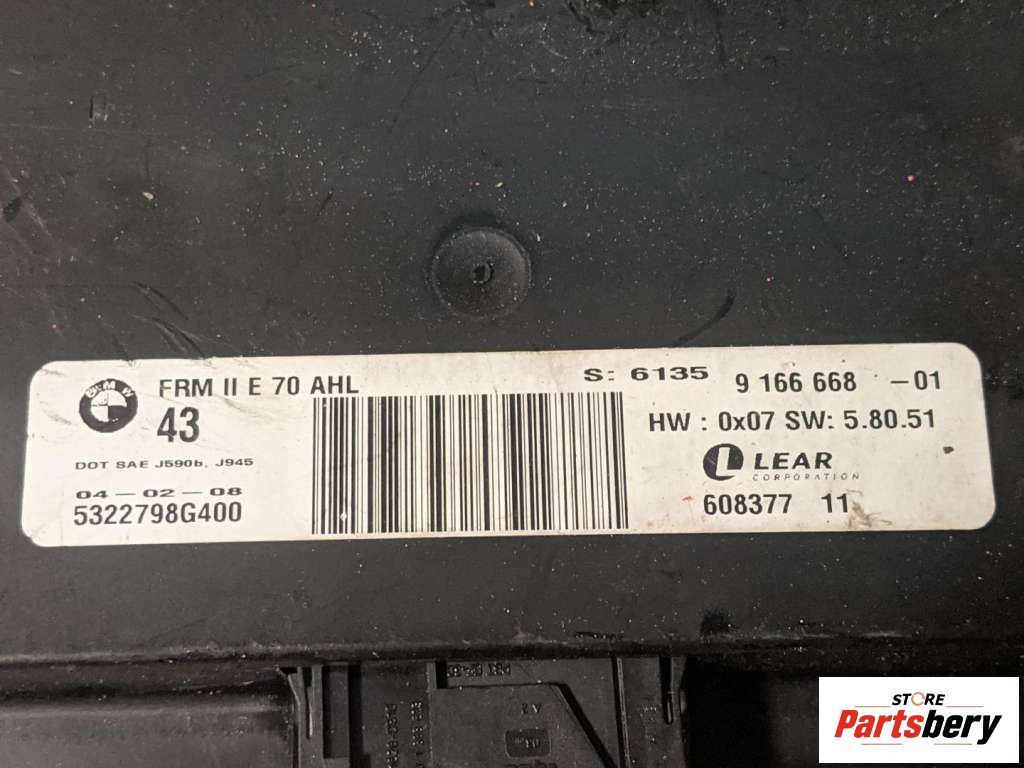 BMW
FRM II E 70 AHL
43
DOT SAE J590b, J945
04-02-08
5322798G400
S: 6135 9 166 668 -01
HW : 0x07 SW: 5.80.51
L LEAR
CORPORATION
608377 11
STORE
Partsbery